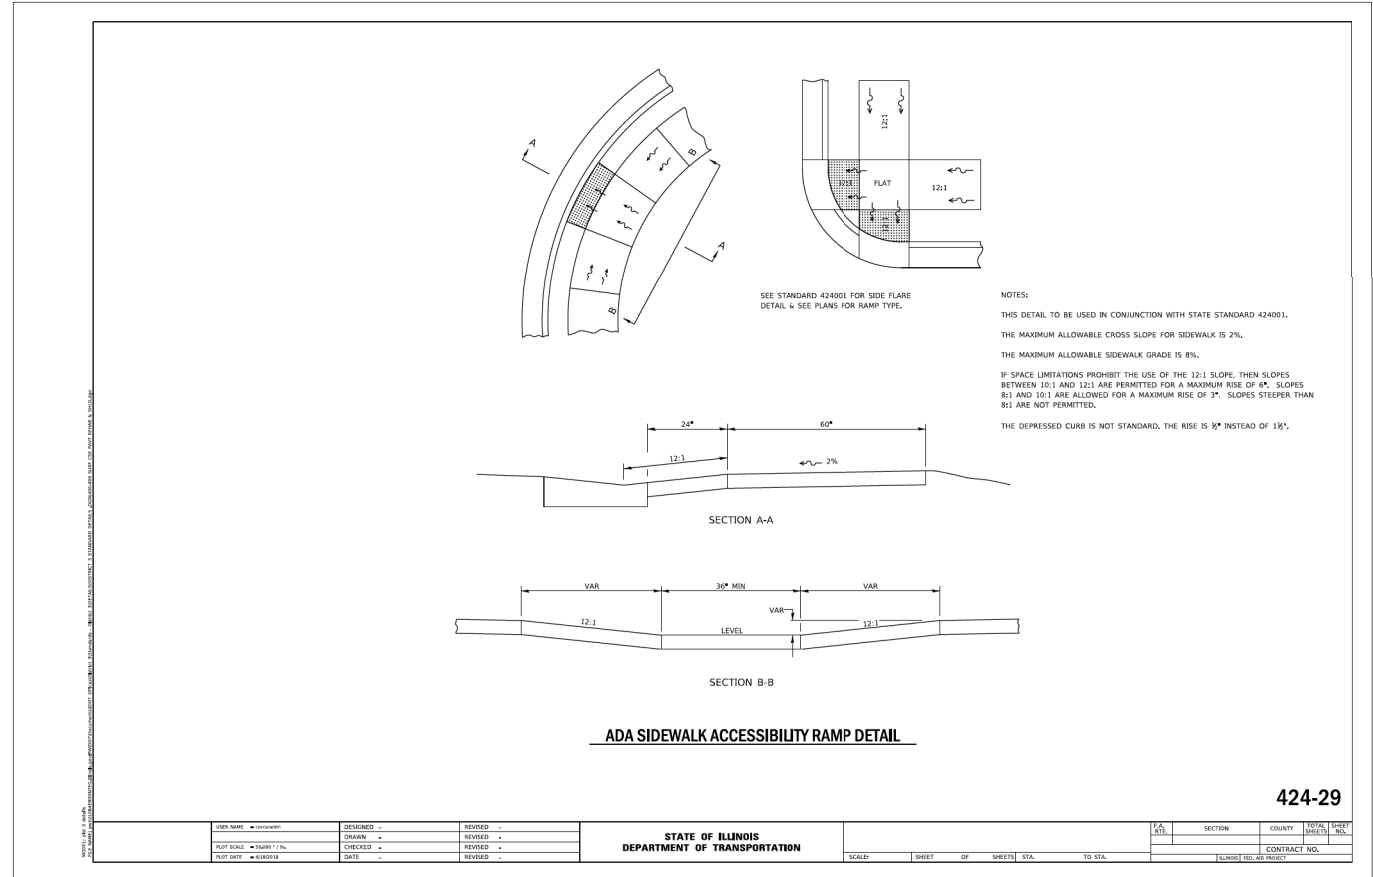 A
B
A
B
12:1
12:1
FLAT
12:1
12:1
SEE STANDARD 424001 FOR SIDE FLARE
DETAIL & SEE PLANS FOR RAMP TYPE.
NOTES:
THIS DETAIL TO BE USED IN CONJUNCTION WITH STATE STANDARD 424001.
THE MAXIMUM ALLOWABLE CROSS SLOPE FOR SIDEWALK IS 2%.
THE MAXIMUM ALLOWABLE SIDEWALK GRADE IS 8%.
IF SPACE LIMITATIONS PROHIBIT THE USE OF THE 12:1 SLOPE, THEN SLOPES
BETWEEN 10:1 AND 12:1 ARE PERMITTED FOR A MAXIMUM RISE OF 6". SLOPES
8:1 AND 10:1 ARE ALLOWED FOR A MAXIMUM RISE OF 3". SLOPES STEEPER THAN
8:1 ARE NOT PERMITTED.
THE DEPRESSED CURB IS NOT STANDARD. THE RISE IS ½" INSTEAD OF 1½".
24" 60"
12:1 2%
SECTION A-A
VAR 36" MIN VAR
VAR
12:1 LEVEL 12:1
SECTION B-B
ADA SIDEWALK ACCESSIBILITY RAMP DETAIL
424-29
USER NAME = corcorardm
DESIGNED - REVISED -
DRAWN - REVISED -
PLOT SCALE =
CHECKED - REVISED -
PLOT DATE = 4/18/2018
DATE - REVISED -
STATE OF ILLINOIS
DEPARTMENT OF TRANSPORTATION
SCALE: SHEET OF SHEETS STA. TO STA.
F.A. RTE. SECTION COUNTY TOTAL SHEETS SHEET NO.
CONTRACT NO.
ILLINOIS FED. AID PROJECT